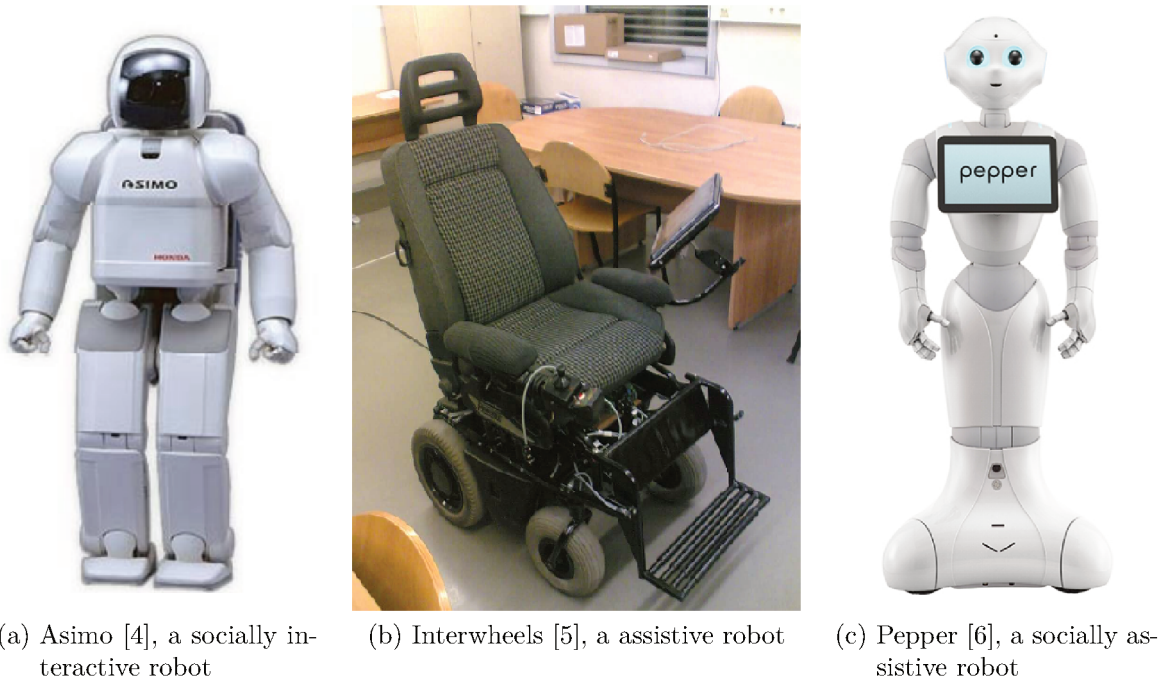 ASIMO
HONDA
pepper
(a) Asimo [4], a socially in-
teractive robot
(b) Interwheels [5], a assistive robot
(c) Pepper [6], a socially as-
sistive robot